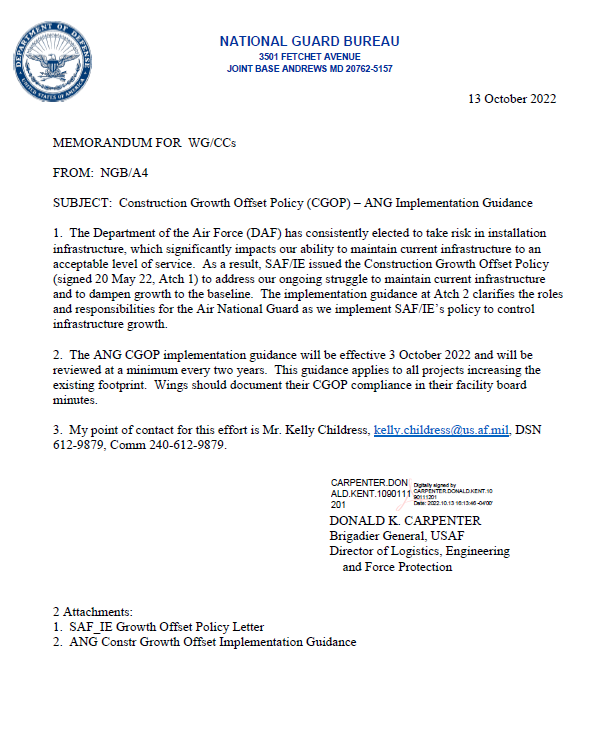 DEPARTMENT OF DEFENSE
UNITED STATES OF AMERICA
NATIONAL GUARD BUREAU
3501 FETCHET AVENUE
JOINT BASE ANDREWS MD 20762-5157
13 October 2022
MEMORANDUM FOR  WG/CCs
FROM:  NGB/A4
SUBJECT:  Construction Growth Offset Policy (CGOP) – ANG Implementation Guidance
1.  The Department of the Air Force (DAF) has consistently elected to take risk in installation
infrastructure, which significantly impacts our ability to maintain current infrastructure to an
acceptable level of service.  As a result, SAF/IE issued the Construction Growth Offset Policy
(signed 20 May 22, Atch 1) to address our ongoing struggle to maintain current infrastructure
and to dampen growth to the baseline.  The implementation guidance at Atch 2 clarifies the roles
and responsibilities for the Air National Guard as we implement SAF/IE’s policy to control
infrastructure growth.
2.  The ANG CGOP implementation guidance will be effective 3 October 2022 and will be
reviewed at a minimum every two years.  This guidance applies to all projects increasing the
existing footprint.  Wings should document their CGOP compliance in their facility board
minutes.
3.  My point of contact for this effort is Mr. Kelly Childress, kelly.childress@us.af.mil, DSN
612-9879, Comm 240-612-9879.
CARPENTER.DON
ALD.KENT.1090111
201
Digitally signed by
CARPENTER.DONALD.KENT.10
90111201
Date: 2022.10.13 16:13:46 -04'00'
DONALD K. CARPENTER
Brigadier General, USAF
Director of Logistics, Engineering
and Force Protection
2 Attachments:
1.  SAF_IE Growth Offset Policy Letter
2.  ANG Constr Growth Offset Implementation Guidance